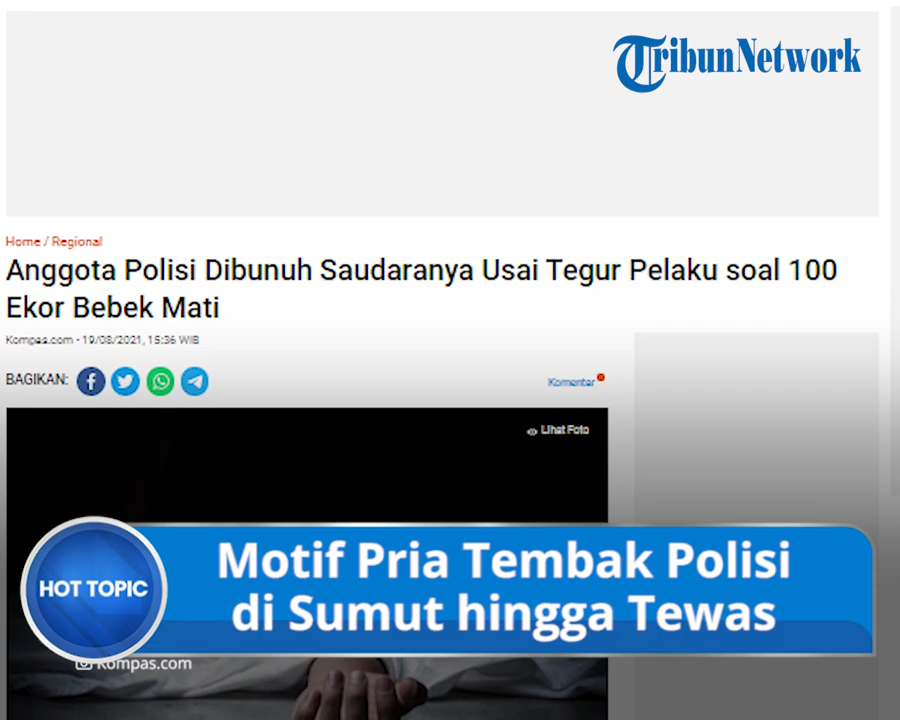 TribunNetwork
Home / Regional
Anggota Polisi Dibunuh Saudaranya Usai Tegur Pelaku soal 100
Ekor Bebek Mati
Kompas.com - 19/08/2021, 15:36 WIB
BAGIKAN:
Komentar
Lihat Foto
HOT TOPIC
Motif Pria Tembak Polisi
di Sumut hingga Tewas
Kompas.com